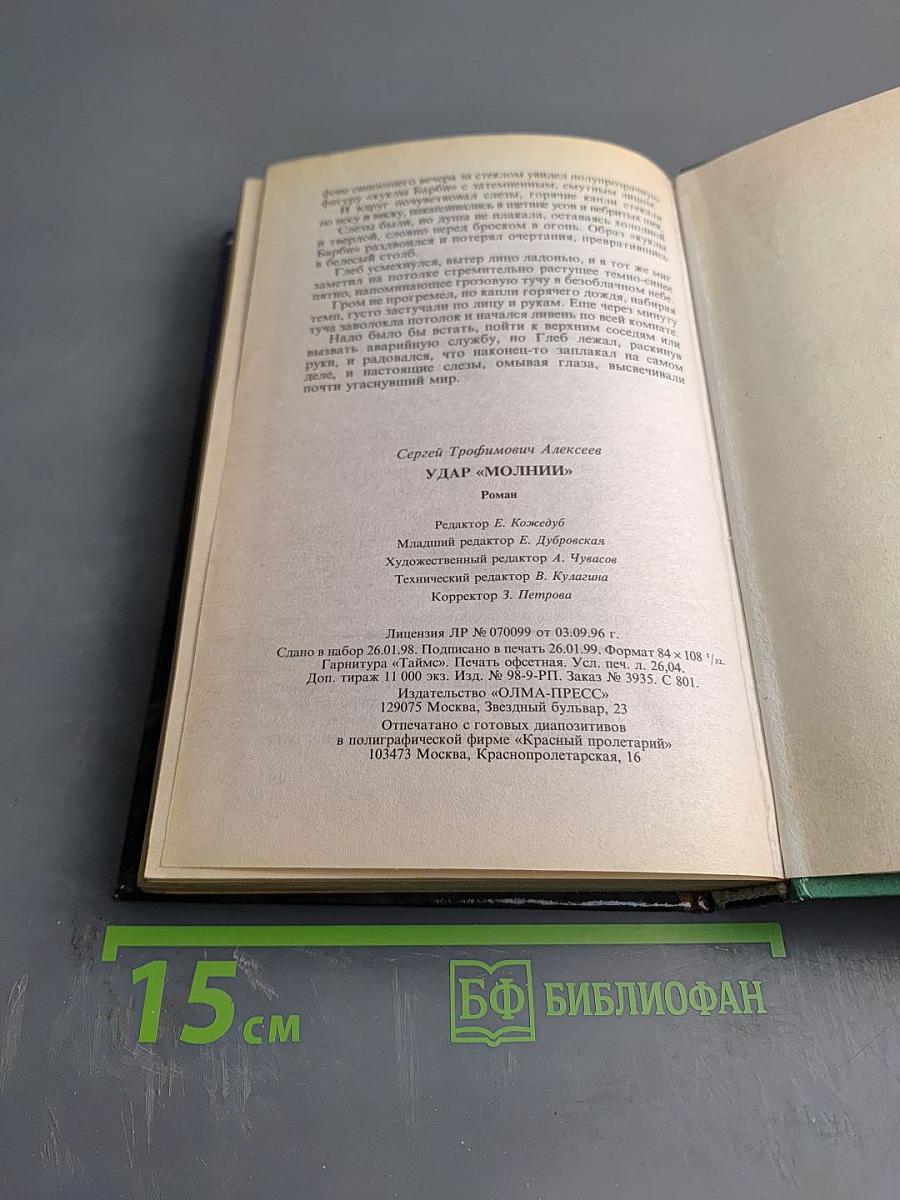 фоне синеющего вечера за стеклом увидел полупрозрачную
фигуру «куклы Барби» с затемненным, смутным лицом.
И вдруг почувствовал слезы, горячие капли стекали
по носу и виску, накапливались в щетине усов и небритых щек.
Слезы были, но душа не плакала, оставаясь холодной
и твердой, словно перед броском в огонь. Образ «куклы
Барби» раздвоился и потерял очертания, превратившись
в белесый столб.
Глеб усмехнулся, вытер лицо ладонью, и в тот же миг
заметил на потолке стремительно растущее темно-синее
пятно, напоминающее грозовую тучу в безоблачном небе.
Гром не прогремел, но капли горячего дождя, набирая
темп, густо застучали по лицу и рукам. Еще через минуту
туча заволокла потолок и начался ливень по всей комнате.
Надо было бы встать, пойти к верхним соседям или
вызвать аварийную службу, но Глеб лежал, раскинув
руки, и радовался, что наконец-то заплакал на самом
деле, и настоящие слезы, омывая глаза, высвечивали
почти угаснувший мир.
Сергей Трофимович Алексеев
УДАР «МОЛНИИ»
Роман
Редактор Е. Кожедуб
Младший редактор Е. Дубровская
Художественный редактор А. Чувасов
Технический редактор В. Кулагина
Корректор З. Петрова
Лицензия ЛР № 070099 от 03.09.96 г.
Сдано в набор 26.01.98. Подписано в печать 26.01.99. Формат 84 × 108 ¹/₃₂.
Гарнитура «Таймс». Печать офсетная. Усл. печ. л. 26,04.
Доп. тираж 11 000 экз. Изд. № 98-9-РП. Заказ № 3935. С 801.
Издательство «ОЛМА-ПРЕСС»
129075 Москва, Звездный бульвар, 23
Отпечатано с готовых диапозитивов
в полиграфической фирме «Красный пролетарий»
103473 Москва, Краснопролетарская, 16
15 см
БФ БИБЛИОФАН